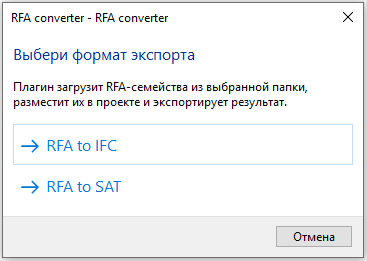 RFA converter - RFA converter
Выбери формат экспорта
Плагин загрузит RFA-семейства из выбранной папки,
разместит их в проекте и экспортирует результат.
RFA to IFC
RFA to SAT
Отмена